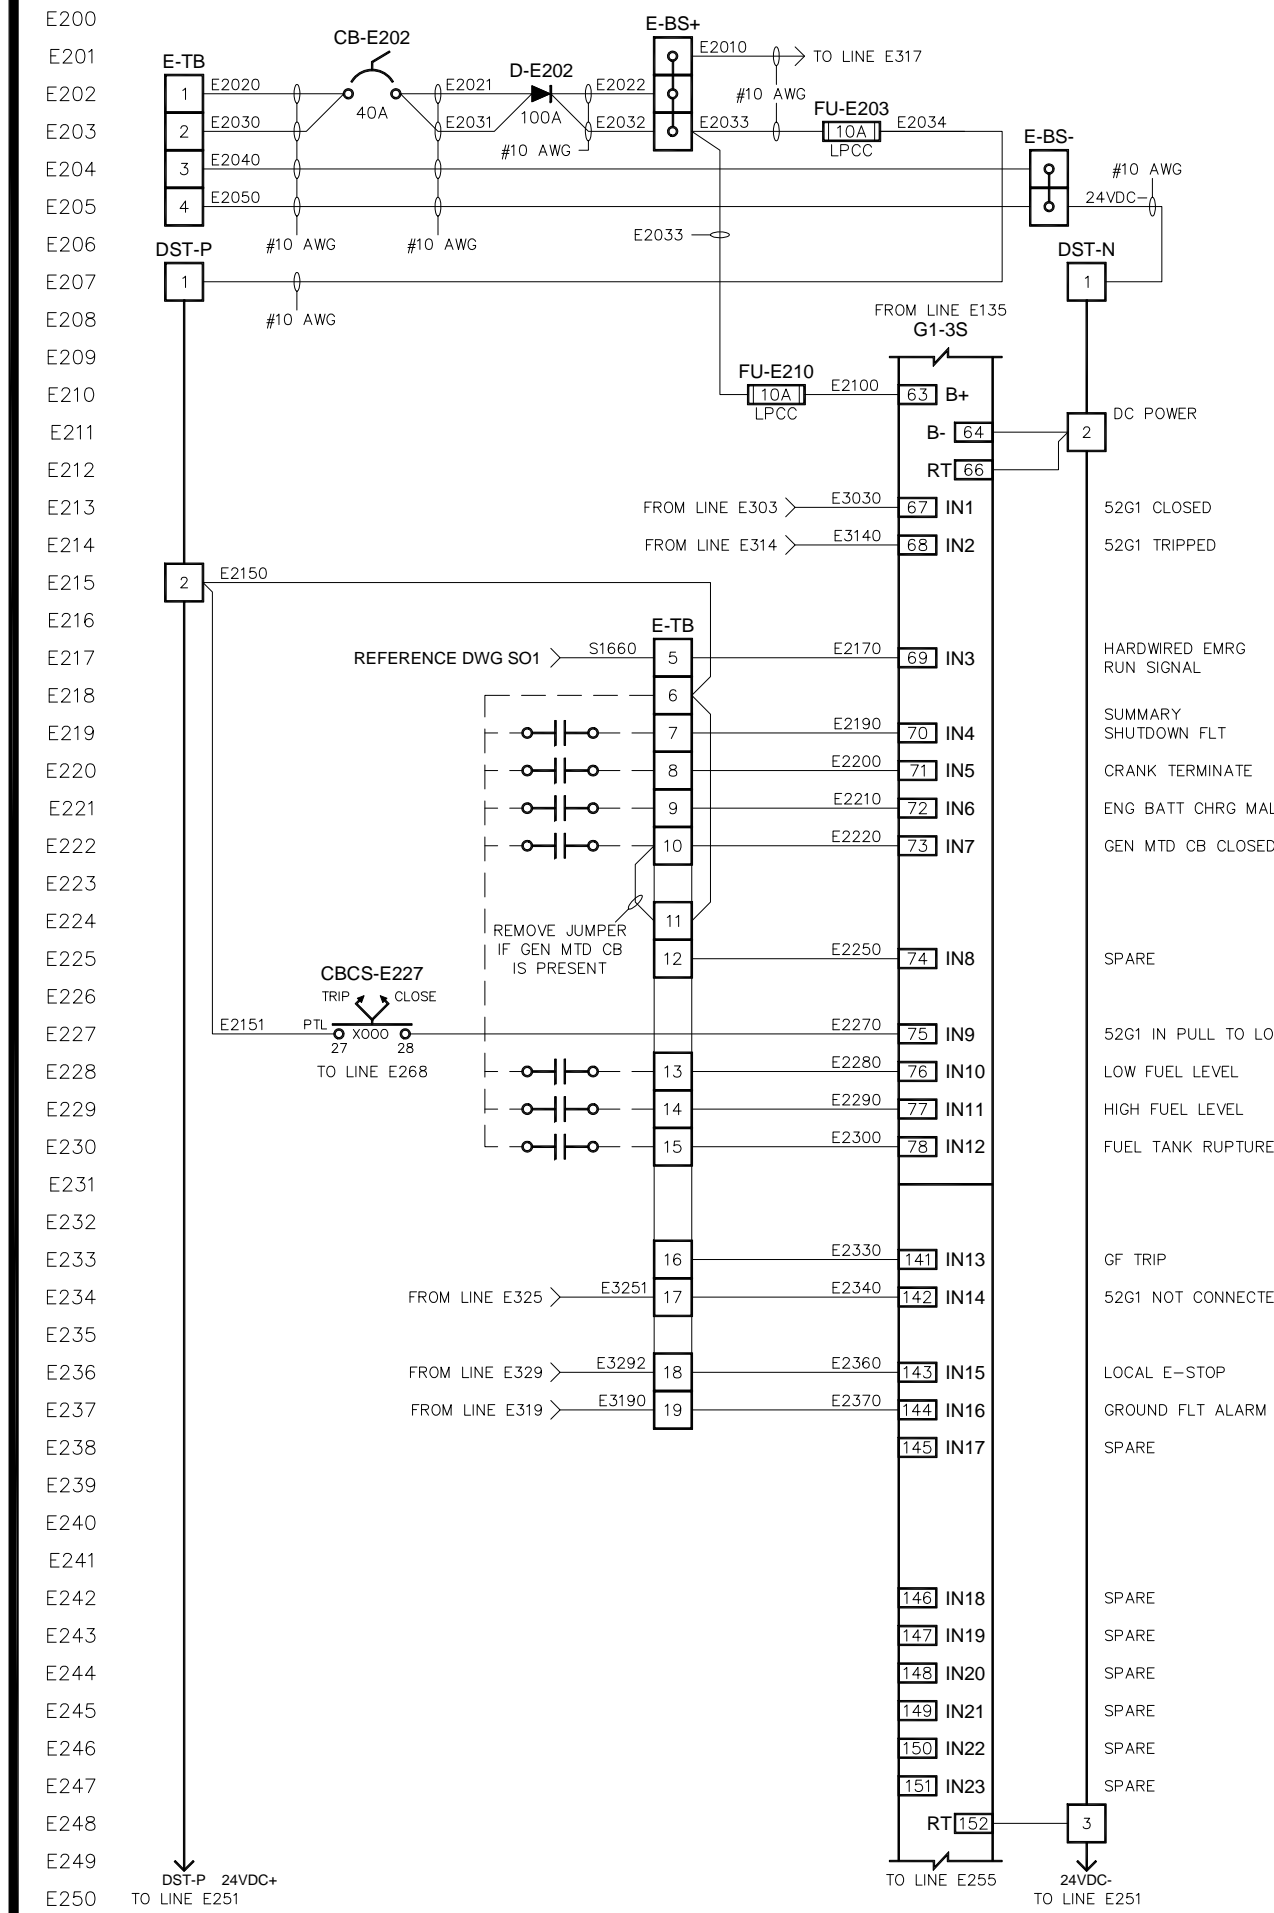 E200
E-BS+
CB-E202
E201 E-TB E2010 TO LINE E317
D-E202
E202 1 E2020 E2021 E2022 #10 AWG
40A 100A FU-E203
E203 2 E2030 E2031 E2032 E2033 10A E2034 E-BS-
#10 AWG LPCC
E204 3 E2040 #10 AWG
E205 4 E2050 24VDC-
E206 #10 AWG #10 AWG E2033
DST-P DST-N
E207 1 1
E208 #10 AWG FROM LINE E135
G1-3S
E209
FU-E210
E210 10A E2100 63 B+
LPCC DC POWER
E211 B- 64 2
E212 RT 66
E213 FROM LINE E303 E3030 67 IN1 52G1 CLOSED
E214 FROM LINE E314 E3140 68 IN2 52G1 TRIPPED
E215 2 E2150
E216
E-TB
E217 REFERENCE DWG SO1 S1660 5 E2170 69 IN3 HARDWIRED EMRG
RUN SIGNAL
E218 6
SUMMARY
E219 7 E2190 70 IN4 SHUTDOWN FLT
E220 8 E2200 71 IN5 CRANK TERMINATE
E221 9 E2210 72 IN6 ENG BATT CHRG MAL
E222 10 E2220 73 IN7 GEN MTD CB CLOSED
E223
E224 11
REMOVE JUMPER
IF GEN MTD CB
IS PRESENT
E225 12 E2250 74 IN8 SPARE
CBCS-E227
E226 TRIP CLOSE
E227 E2151 PTL X000 E2270 75 IN9 52G1 IN PULL TO LO
27 28
E228 TO LINE E268 13 E2280 76 IN10 LOW FUEL LEVEL
E229 14 E2290 77 IN11 HIGH FUEL LEVEL
E230 15 E2300 78 IN12 FUEL TANK RUPTURE
E231
E232
E233 16 E2330 141 IN13 GF TRIP
E234 FROM LINE E325 E3251 17 E2340 142 IN14 52G1 NOT CONNECTE
E235
E236 FROM LINE E329 E3292 18 E2360 143 IN15 LOCAL E-STOP
E237 FROM LINE E319 E3190 19 E2370 144 IN16 GROUND FLT ALARM
E238 145 IN17 SPARE
E239
E240
E241
E242 146 IN18 SPARE
E243 147 IN19 SPARE
E244 148 IN20 SPARE
E245 149 IN21 SPARE
E246 150 IN22 SPARE
E247 151 IN23 SPARE
E248 RT 152 3
E249
DST-P 24VDC+ TO LINE E255 24VDC-
E250 TO LINE E251 TO LINE E251